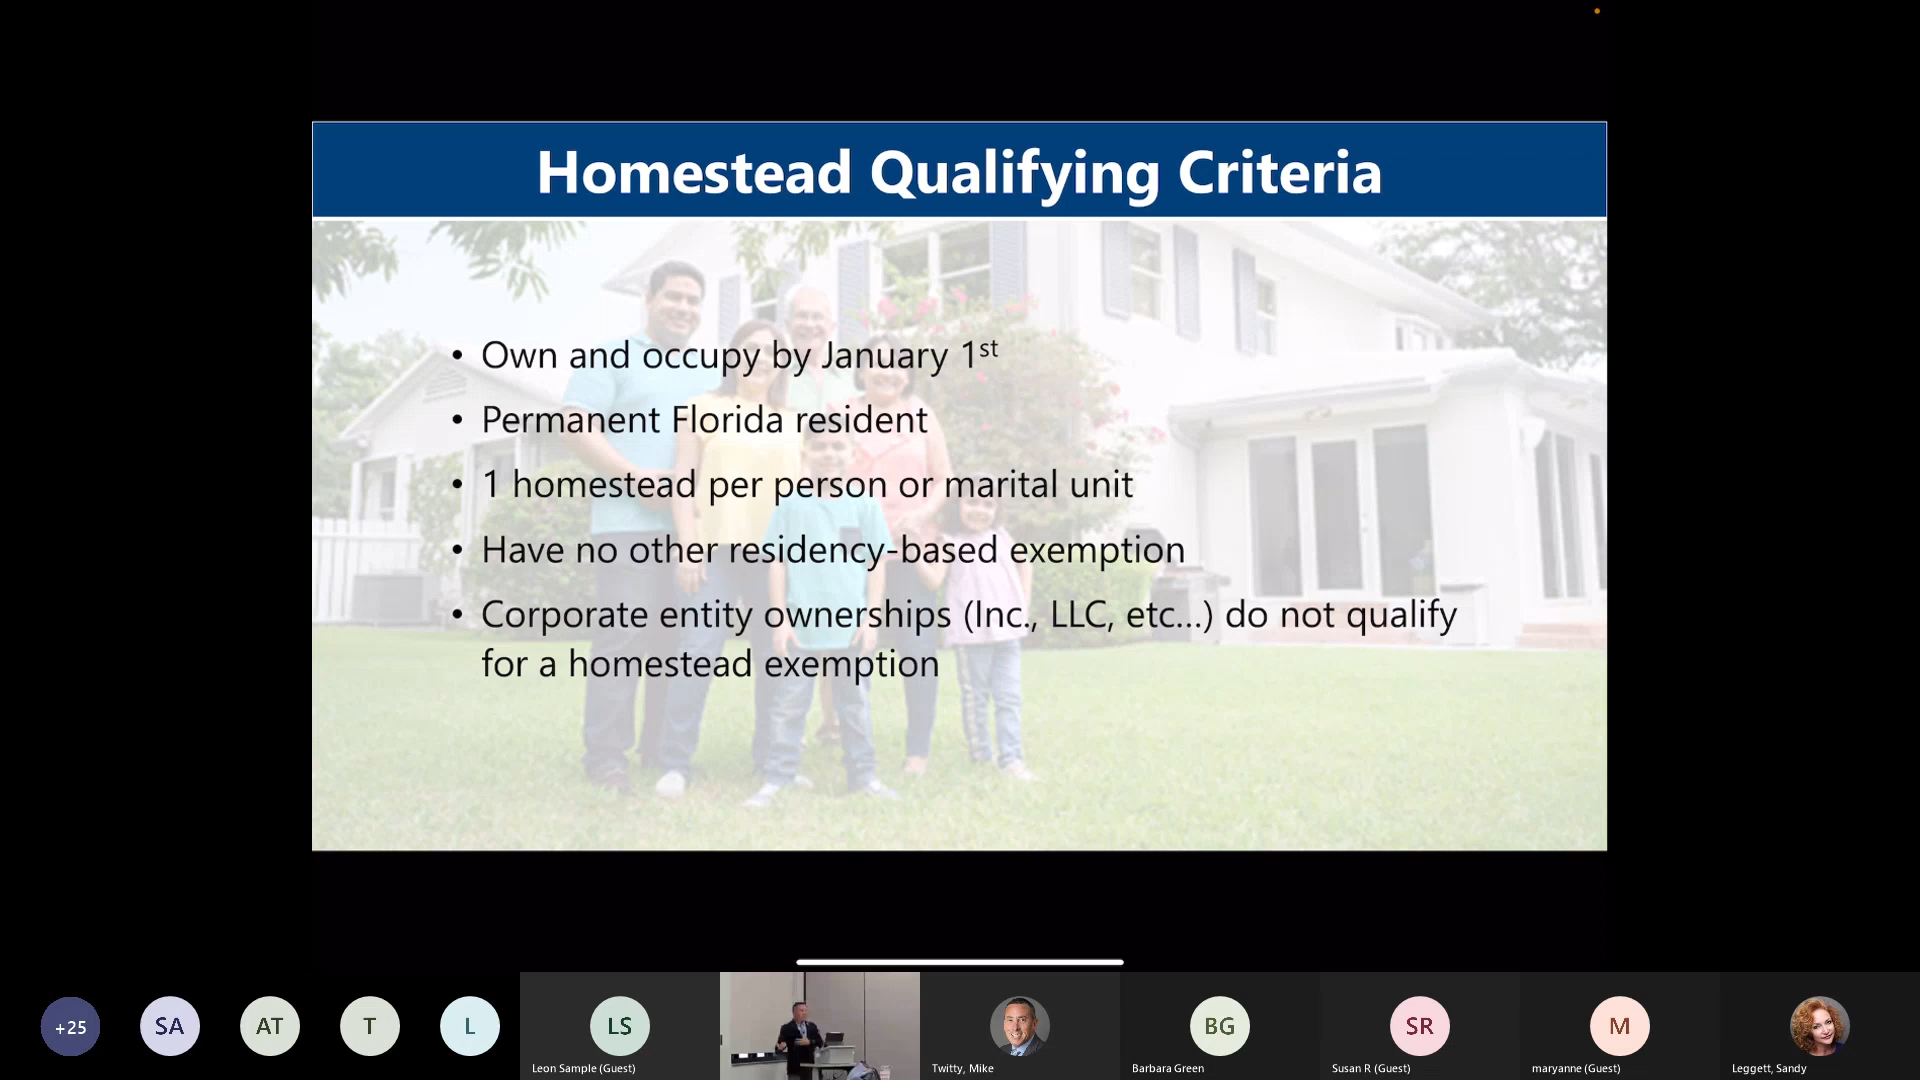 Homestead Qualifying Criteria
• Own and occupy by January 1st
• Permanent Florida resident
• 1 homestead per person or marital unit
• Have no other residency-based exemption
• Corporate entity ownerships (Inc., LLC, etc...) do not qualify
for a homestead exemption
+25
SA
AT
T
L
LS
BG
SR
M
Leon Sample (Guest)
Twitty, Mike
Barbara Green
Susan R (Guest)
maryanne (Guest)
Leggett, Sandy